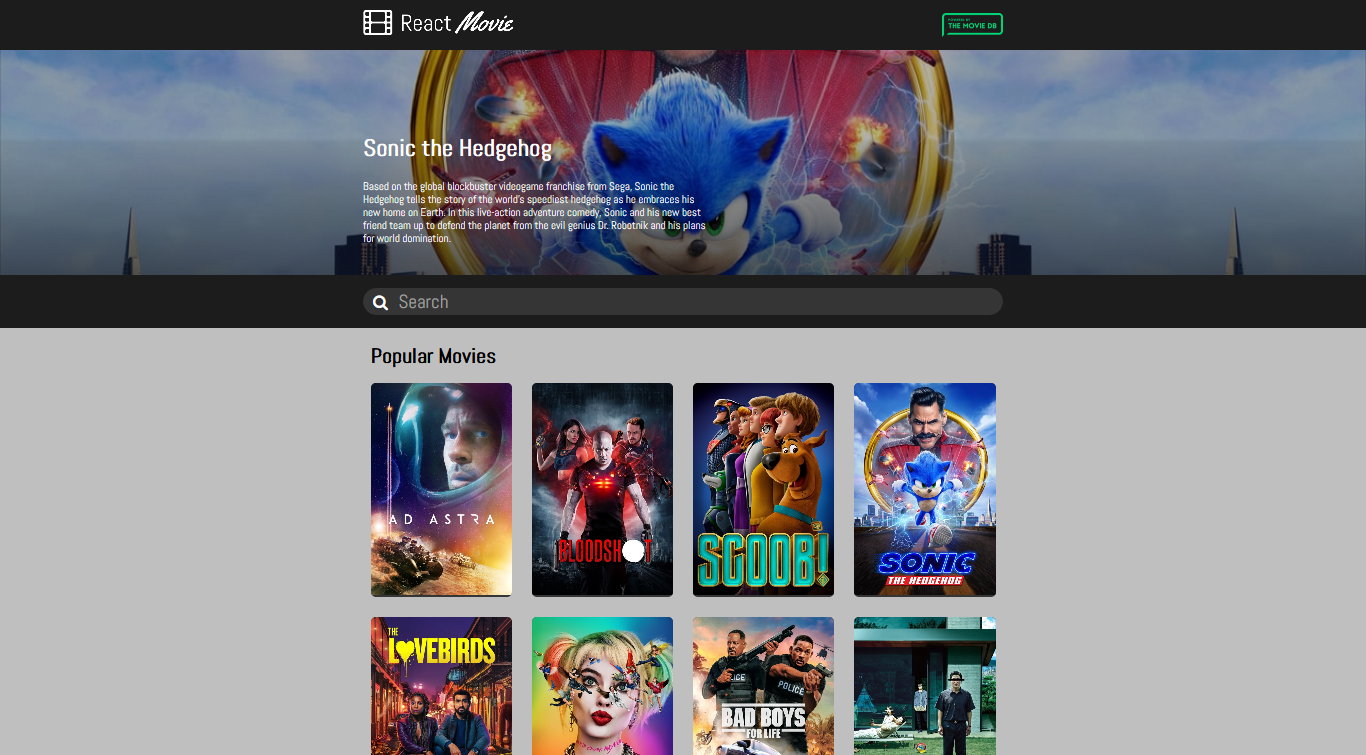 React Movie
POWERED BY
THE MOVIE DB
Sonic the Hedgehog
Based on the global blockbuster videogame franchise from Sega, Sonic the
Hedgehog tells the story of the world's speediest hedgehog as he embraces his
new home on Earth. In this live-action adventure comedy, Sonic and his new best
friend team up to defend the planet from the evil genius Dr. Robotnik and his plans
for world domination.
Search
Popular Movies
AD ASTRA
BLOODSHOT
SCOOB!
SONIC
THE HEDGEHOG
THE
LOVEBIRDS
POLICE
POLICE
BAD BOYS
FOR LIFE